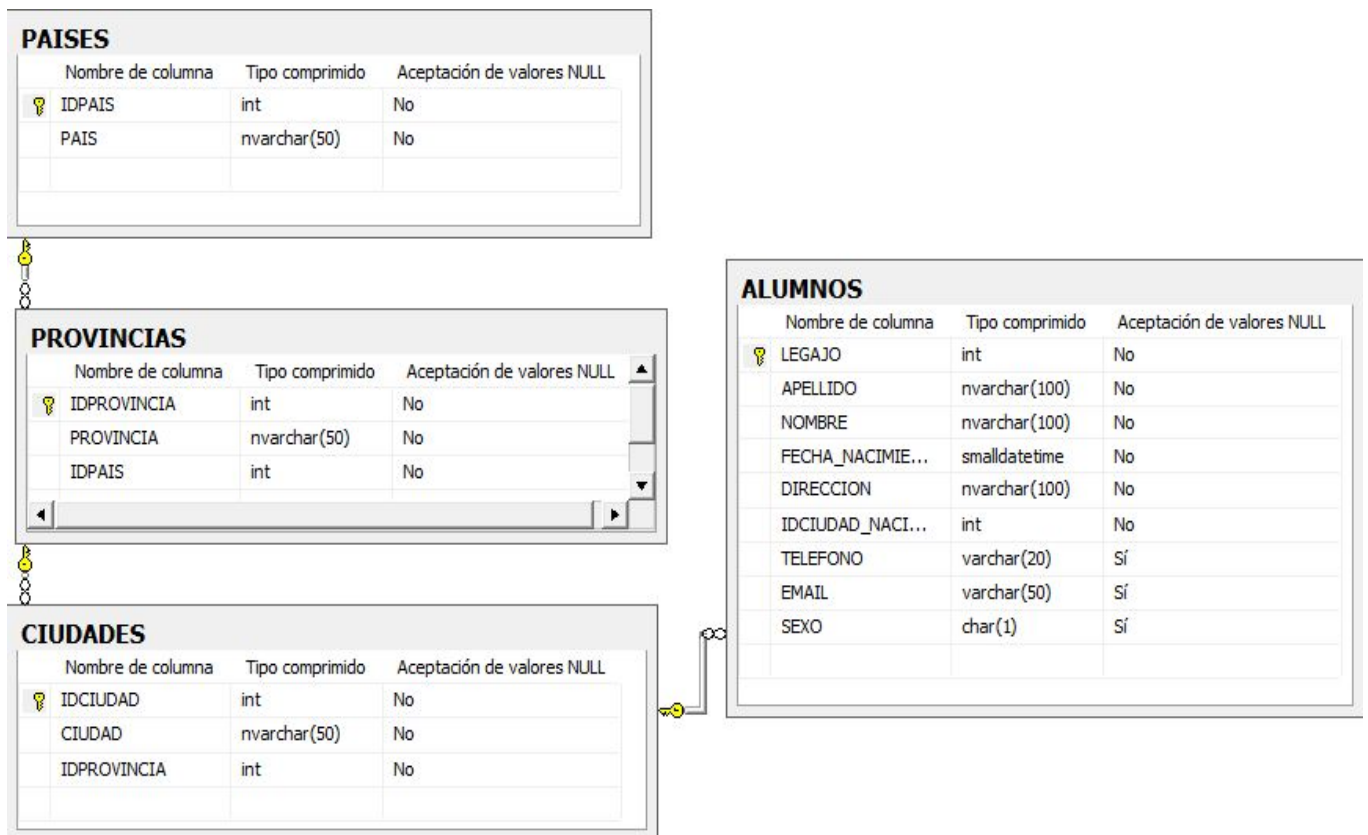 PAISES
Nombre de columna Tipo comprimido Aceptación de valores NULL
IDPAIS int No
PAIS nvarchar(50) No
PROVINCIAS
Nombre de columna Tipo comprimido Aceptación de valores NULL
IDPROVINCIA int No
PROVINCIA nvarchar(50) No
IDPAIS int No
CIUDADES
Nombre de columna Tipo comprimido Aceptación de valores NULL
IDCIUDAD int No
CIUDAD nvarchar(50) No
IDPROVINCIA int No
ALUMNOS
Nombre de columna Tipo comprimido Aceptación de valores NULL
LEGAJO int No
APELLIDO nvarchar(100) No
NOMBRE nvarchar(100) No
FECHA_NACIMIE... smalldatetime No
DIRECCION nvarchar(100) No
IDCIUDAD_NACI... int No
TELEFONO varchar(20) Sí
EMAIL varchar(50) Sí
SEXO char(1) Sí